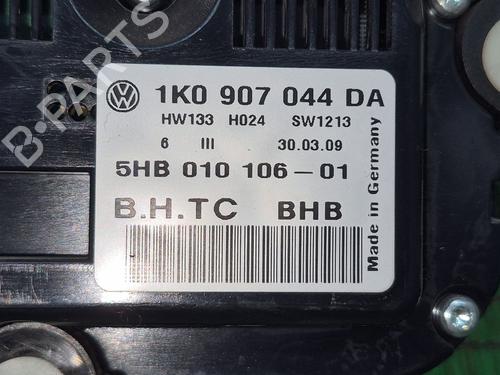 1K0 907 044 DA
HW133 H024 SW1213
6 III 30.03.09
5HB 010 106-01
B.H.TC BHB
Made in Germany
B-PARTS